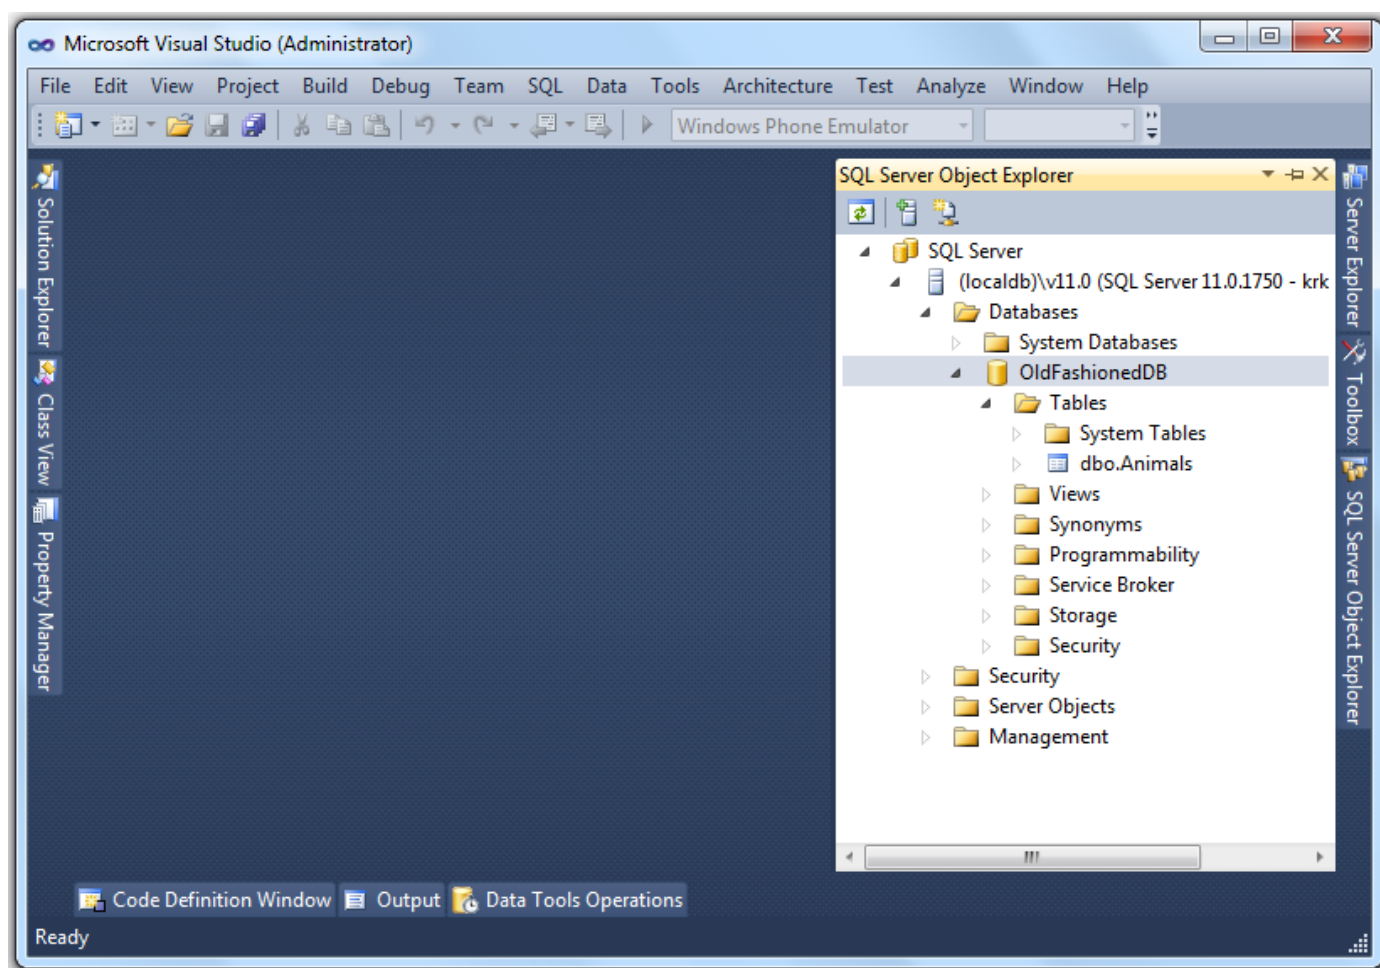 Microsoft Visual Studio (Administrator)
File Edit View Project Build Debug Team SQL Data Tools Architecture Test Analyze Window Help
Windows Phone Emulator
Solution Explorer
Class View
Property Manager
SQL Server Object Explorer
SQL Server
(localdb)\v11.0 (SQL Server 11.0.1750 - krk
Databases
System Databases
OldFashionedDB
Tables
System Tables
dbo.Animals
Views
Synonyms
Programmability
Service Broker
Storage
Security
Security
Server Objects
Management
Server Explorer
Toolbox
SQL Server Object Explorer
Code Definition Window Output Data Tools Operations
Ready